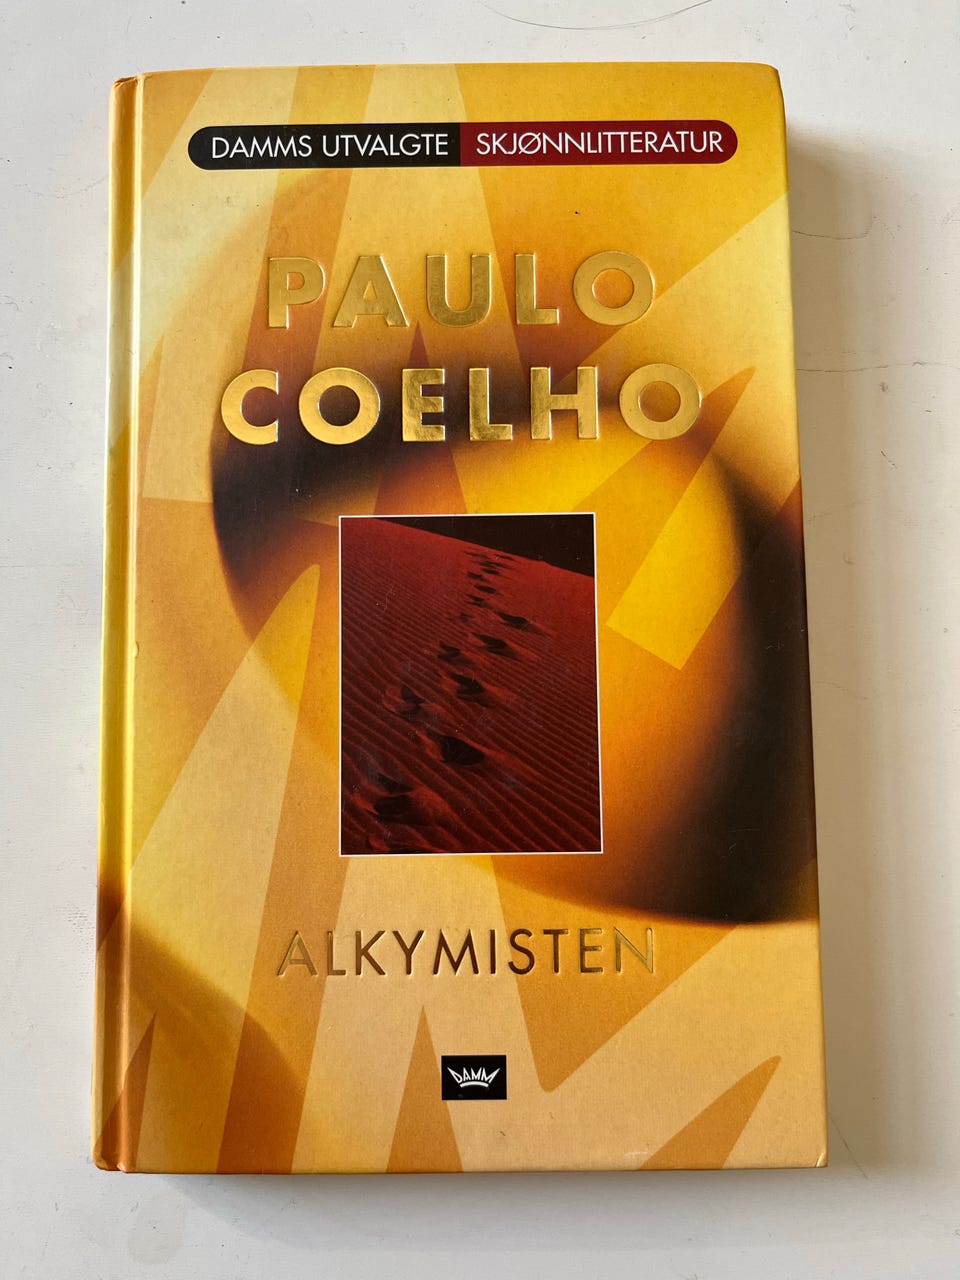 DAMMS UTVALGTE SKJØNNLITTERATUR
PAULO
COELHO
ALKYMISTEN
DAMM